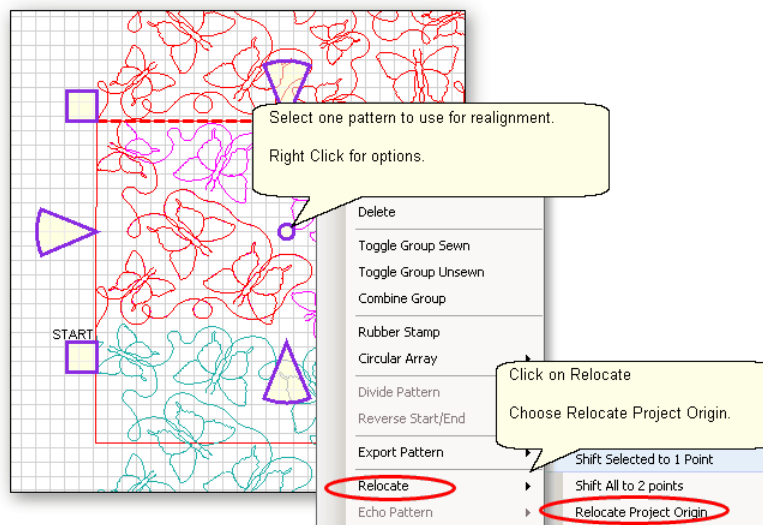 Select one pattern to use for realignment.
Right Click for options.
START
Delete
Toggle Group Sewn
Toggle Group Unsewn
Combine Group
Rubber Stamp
Circular Array
Divide Pattern
Reverse Start/End
Export Pattern
Relocate
Echo Pattern
Click on Relocate
Choose Relocate Project Origin.
Shift Selected to 1 Point
Shift All to 2 points
Relocate Project Origin